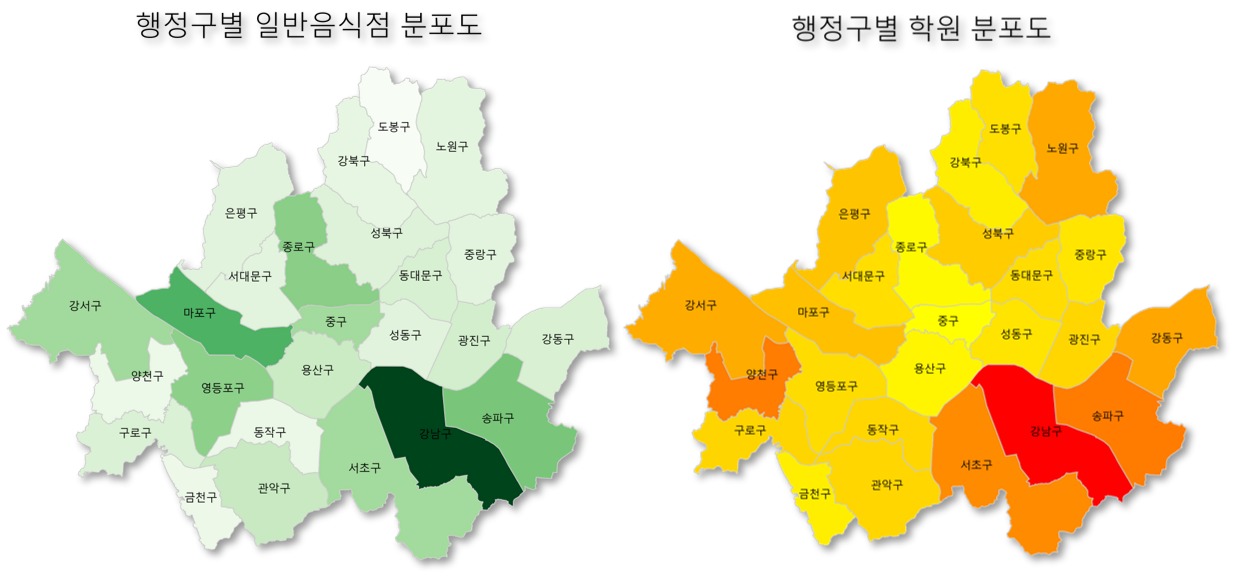 행정구별 일반음식점 분포도
도봉구
노원구
강북구
은평구
성북구
종로구
중랑구
서대문구
동대문구
강서구
마포구
중구
성동구
광진구
강동구
양천구
용산구
영등포구
송파구
구로구
동작구
강남구
서초구
관악구
금천구
행정구별 학원 분포도
도봉구
노원구
강북구
은평구
성북구
종로구
중랑구
서대문구
동대문구
강서구
마포구
중구
성동구
광진구
강동구
양천구
용산구
영등포구
송파구
구로구
동작구
강남구
서초구
관악구
금천구